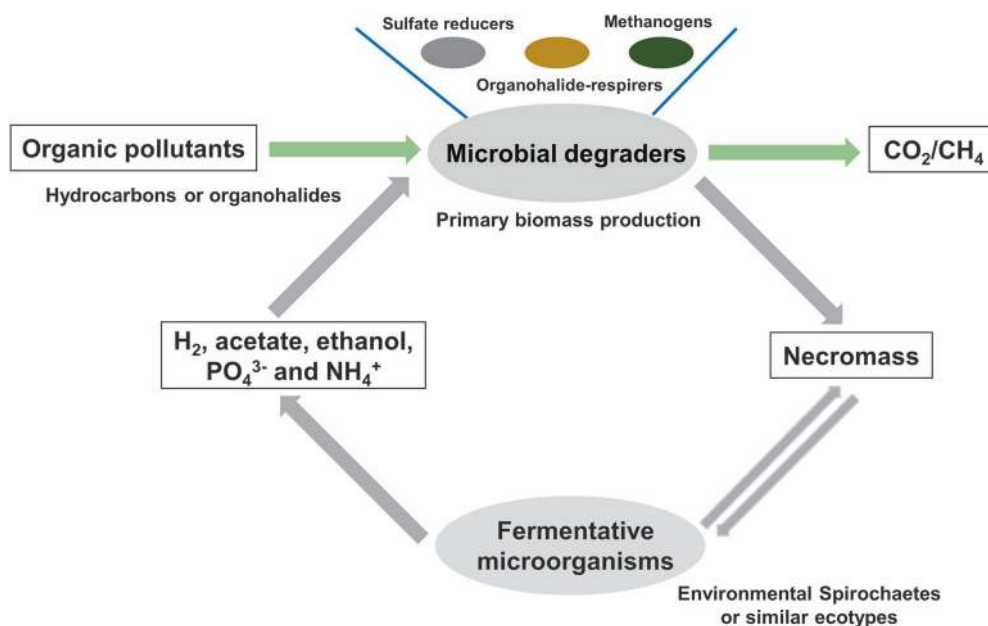 Sulfate reducers
Methanogens
Organohalide-respirers
Organic pollutants
Microbial degraders
CO₂/CH₄
Hydrocarbons or organohalides
Primary biomass production
H₂, acetate, ethanol,
PO₄³⁻ and NH₄⁺
Necromass
Fermentative
microorganisms
Environmental Spirochaetes
or similar ecotypes